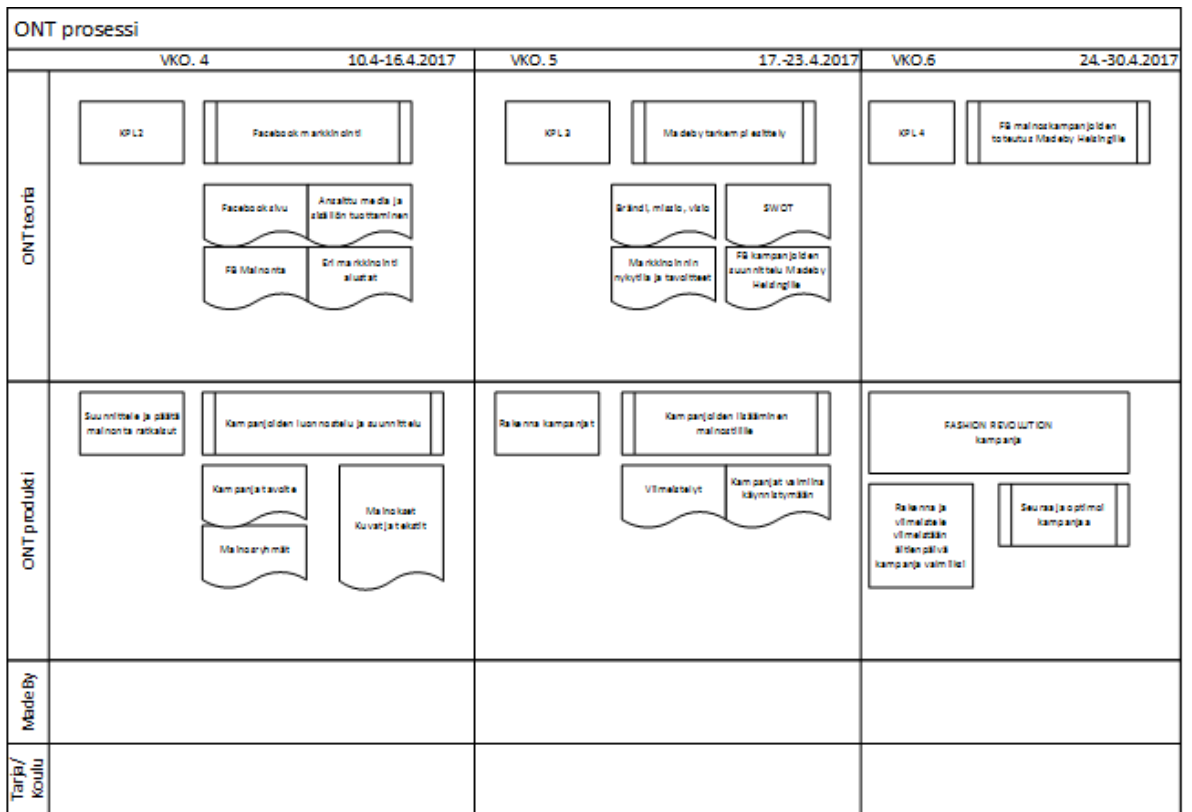 ONT prosessi
VKO. 4 10.4-16.4.2017
VKO. 5 17.-23.4.2017
VKO.6 24.-30.4.2017
ONT teoria
KPL2
Facebook markkinointi
Facebook sivu
Ansaittu media ja
sisällön tuottaminen
FB Mainonta
Eri markkinointi
alustat
KPL 3
Madeby tarkempi esittely
Brändi, missio, visio
SWOT
Markkinoinnin
nykytila ja tavoitteet
FB kampanjoiden
suunnittelu Madeby
Helsingille
KPL 4
FB mainoskampanjoiden
toteutus Madeby Helsingille
ONT produkti
Suunnittele ja päätä
mainonta ratkaisut
Kampanjoiden luonnostelu ja suunnittelu
Kampanjatavoite
Mainosryhmät
Mainokset
Kuvat ja tekstit
Rakenna kampanjat
Kampanjoiden lisääminen
mainostilille
Viimeistelyt
Kampanjat valmiina
käynnistymään
FASHION REVOLUTION
kampanja
Rakenna ja
viimeistele
viimeistään
äitienpäivä
kampanja valmiiksi
Seuraa ja optimoi
kampanjaa
MadeBy
Tarja/
Koulu